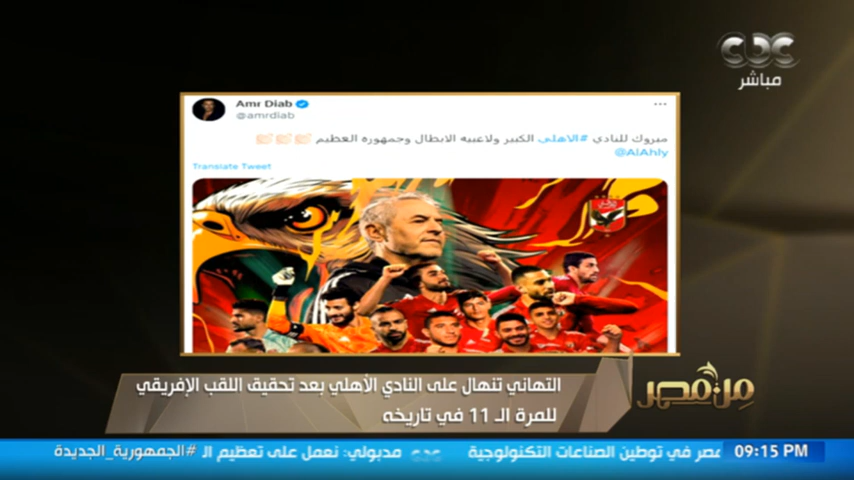 cbc
مباشر
Amr Diab
@amrdiab
مبروك للنادي #الاهلى الكبير ولاعبيه الابطال وجمهوره العظيم 👏🏻👏🏻👏🏻
@AlAhly
Translate Tweet
التهاني تنهال على النادي الأهلي بعد تحقيق اللقب الإفريقي
للمرة الـ 11 في تاريخه
من مصر
09:15 PM
مصر في توطين الصناعات التكنولوجية cbc مدبولي: نعمل على تعظيم الـ #الجمهورية_الجديدة